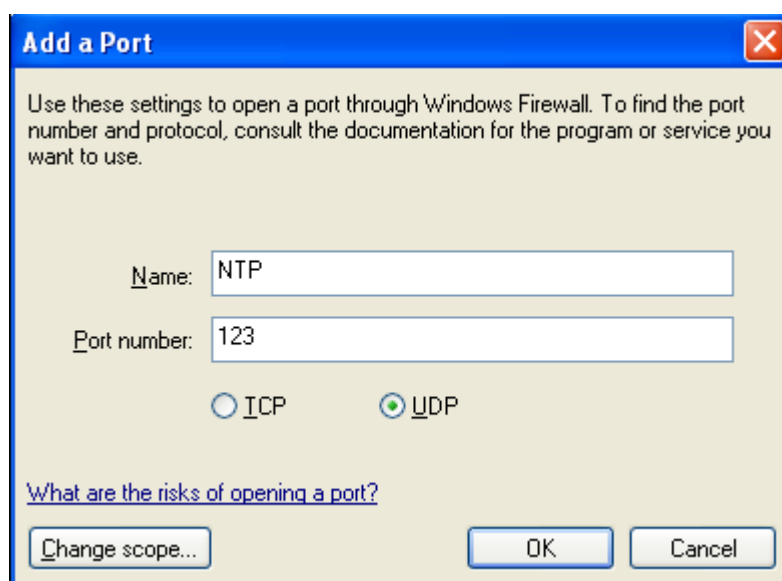 Add a Port
Use these settings to open a port through Windows Firewall. To find the port
number and protocol, consult the documentation for the program or service you
want to use.
Name: NTP
Port number: 123
TCP UDP
What are the risks of opening a port?
Change scope... OK Cancel